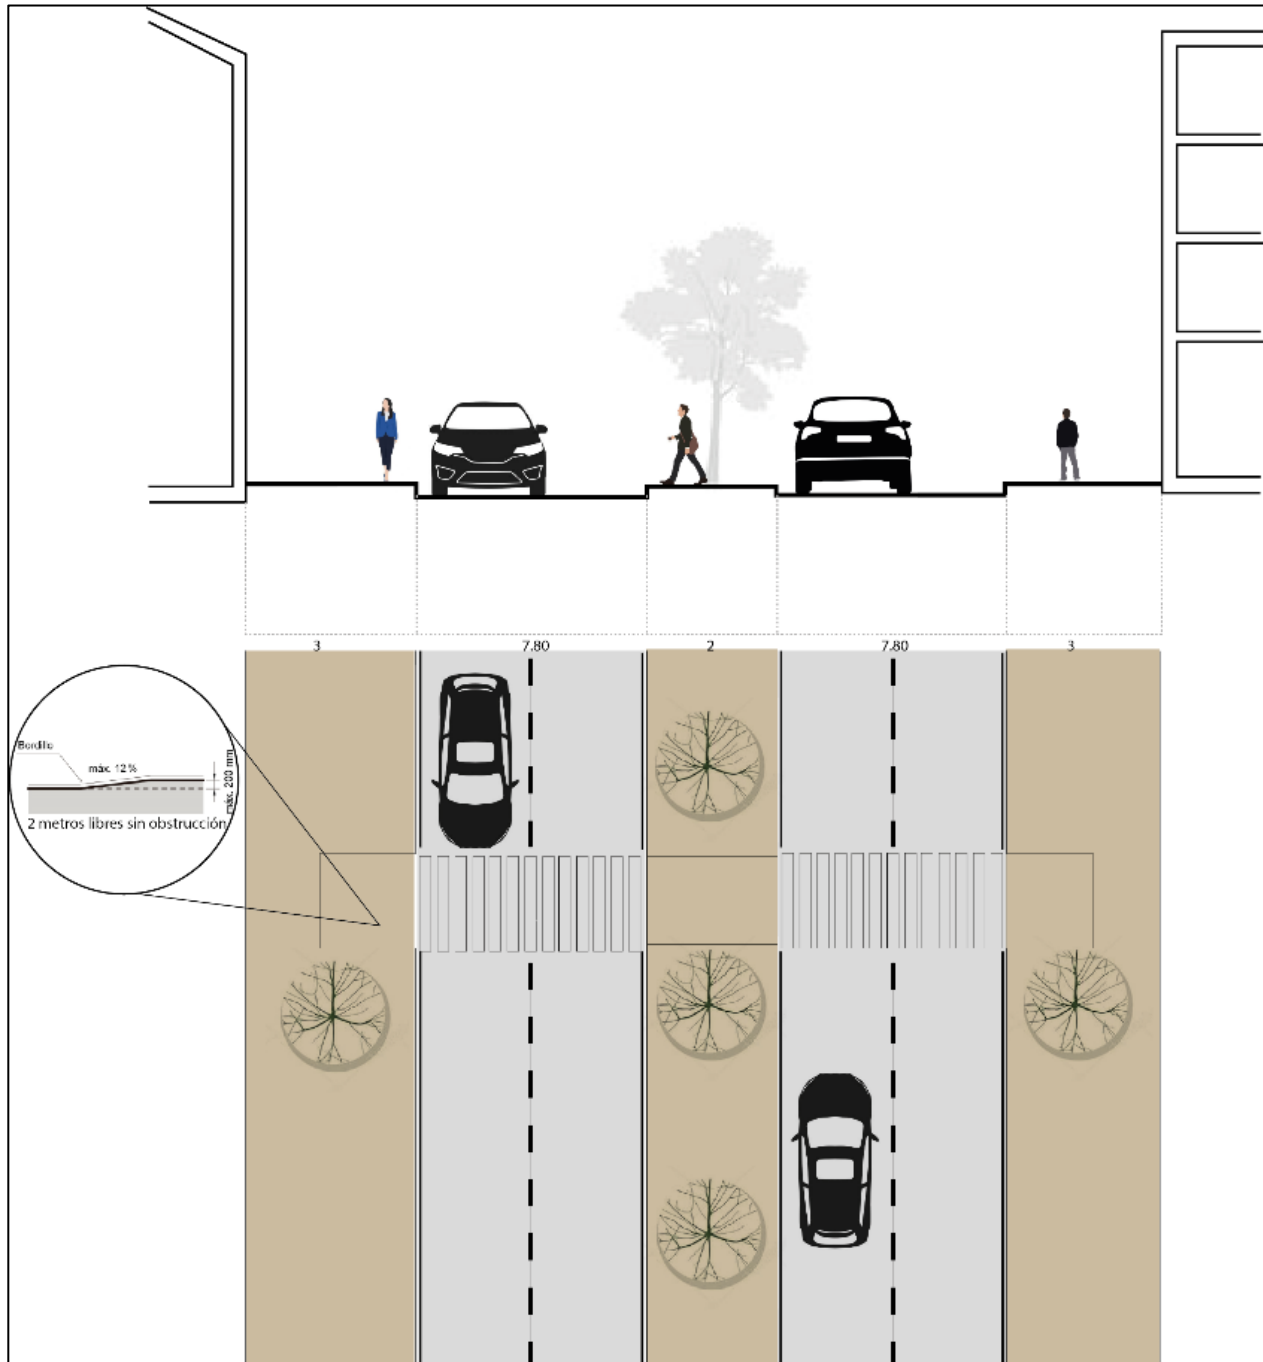 3 7.80 2 7.80 3
Bordillo
máx. 12 %
máx. 200 mm
2 metros libres sin obstrucción